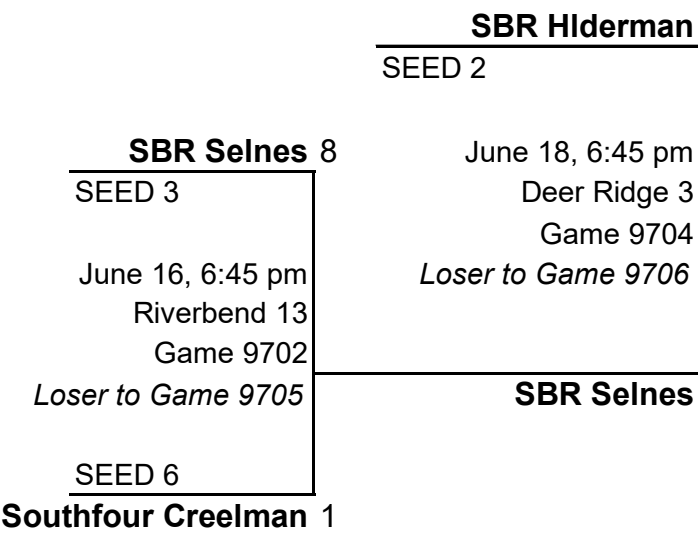 SBR HIderman
SEED 2
SBR Selnes 8
June 18, 6:45 pm
SEED 3
Deer Ridge 3
Game 9704
June 16, 6:45 pm
Loser to Game 9706
Riverbend 13
Game 9702
Loser to Game 9705
SBR Selnes
SEED 6
Southfour Creelman 1